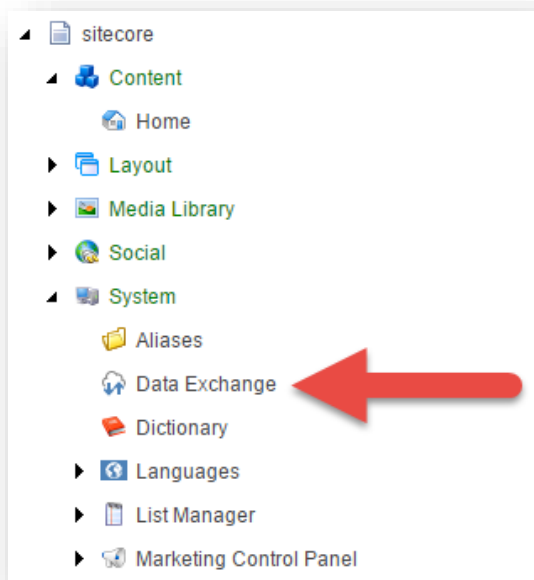 sitecore
Content
Home
Layout
Media Library
Social
System
Aliases
Data Exchange
Dictionary
Languages
List Manager
Marketing Control Panel